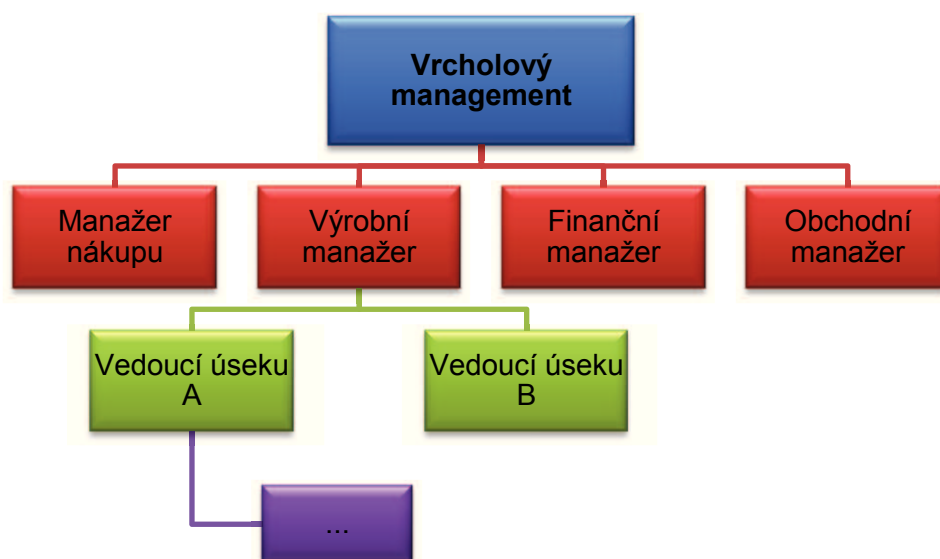 Vrcholový
management
Manažer
nákupu
Výrobní
manažer
Finanční
manažer
Obchodní
manažer
Vedoucí úseku
A
Vedoucí úseku
B
...